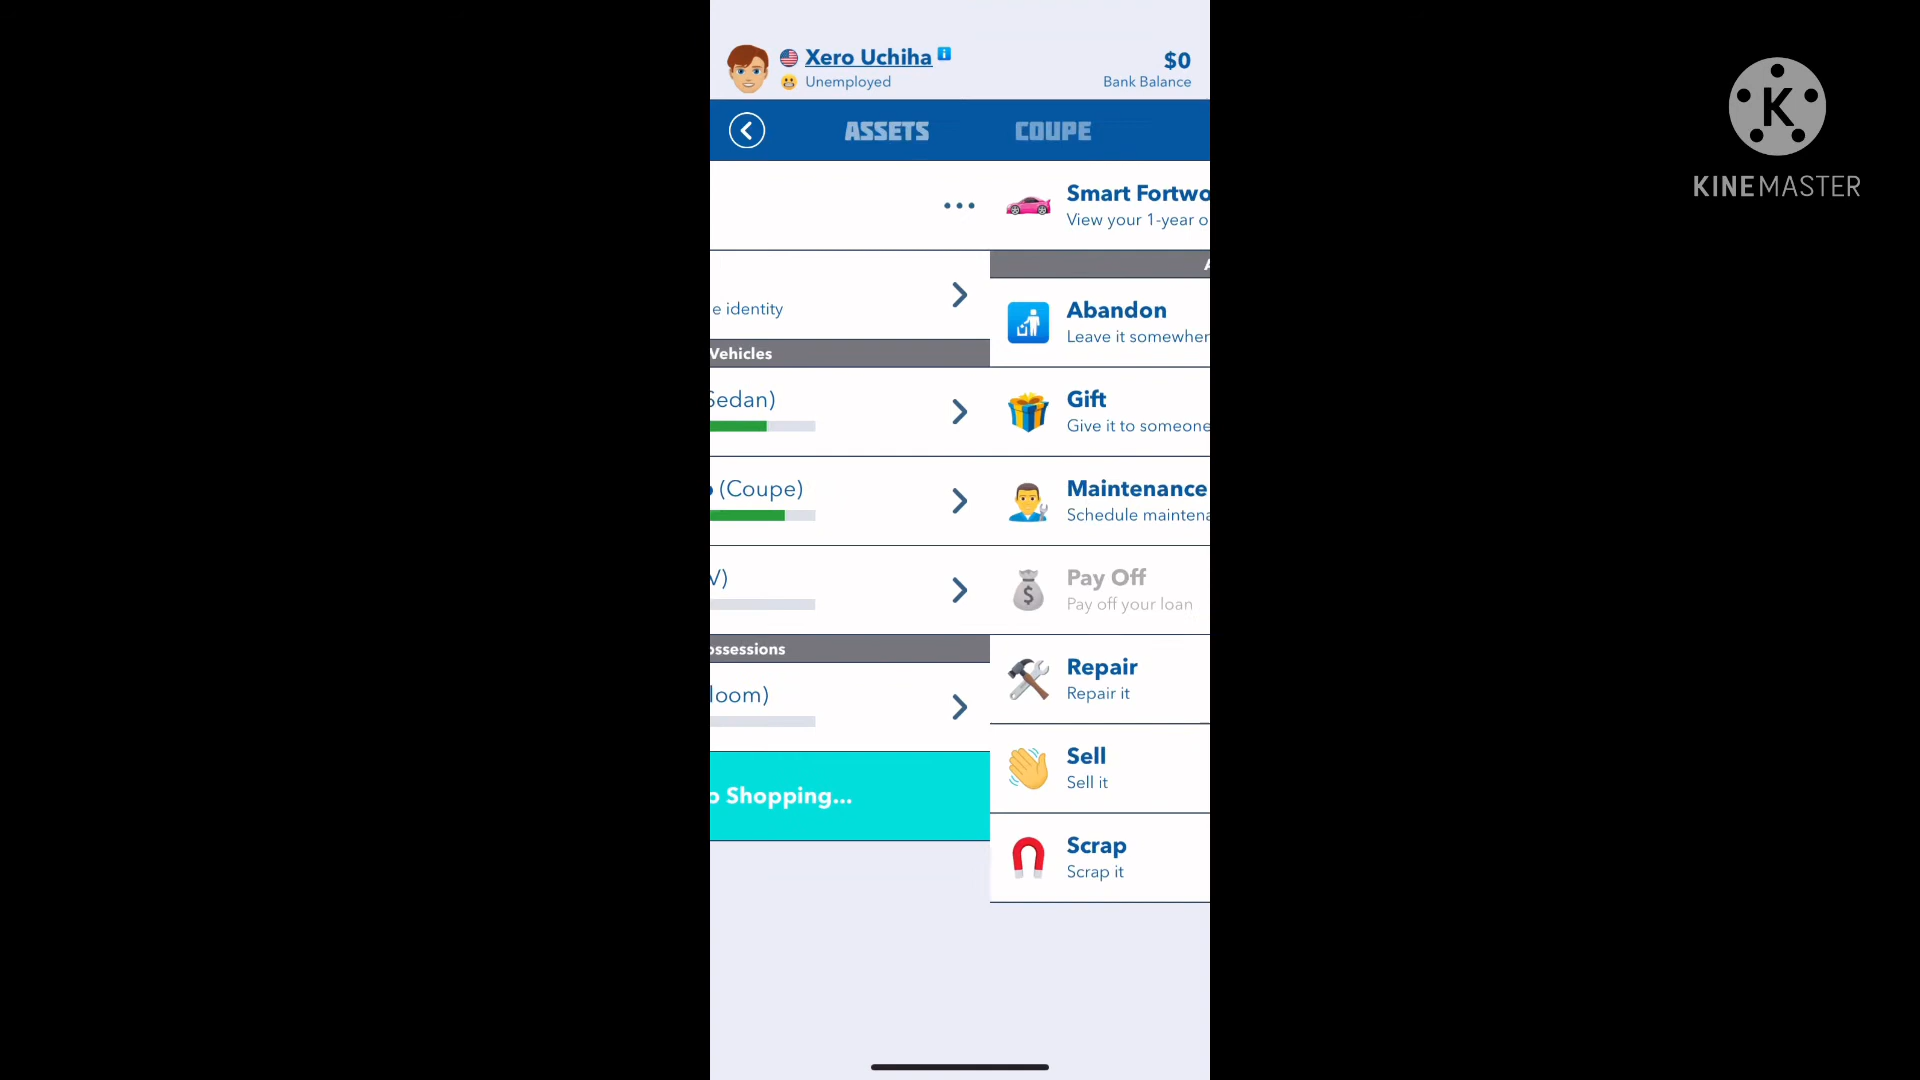 Xero Uchiha
Unemployed
$0
Bank Balance
ASSETS
COUPE
Smart Fortwo
View your 1-year o
e identity
Abandon
Leave it somewher
Vehicles
Sedan)
Gift
Give it to someone
(Coupe)
Maintenance
Schedule maintena
V)
Pay Off
Pay off your loan
ossessions
Repair
Repair it
loom)
Sell
Sell it
o Shopping...
Scrap
Scrap it
K
KINEMASTER